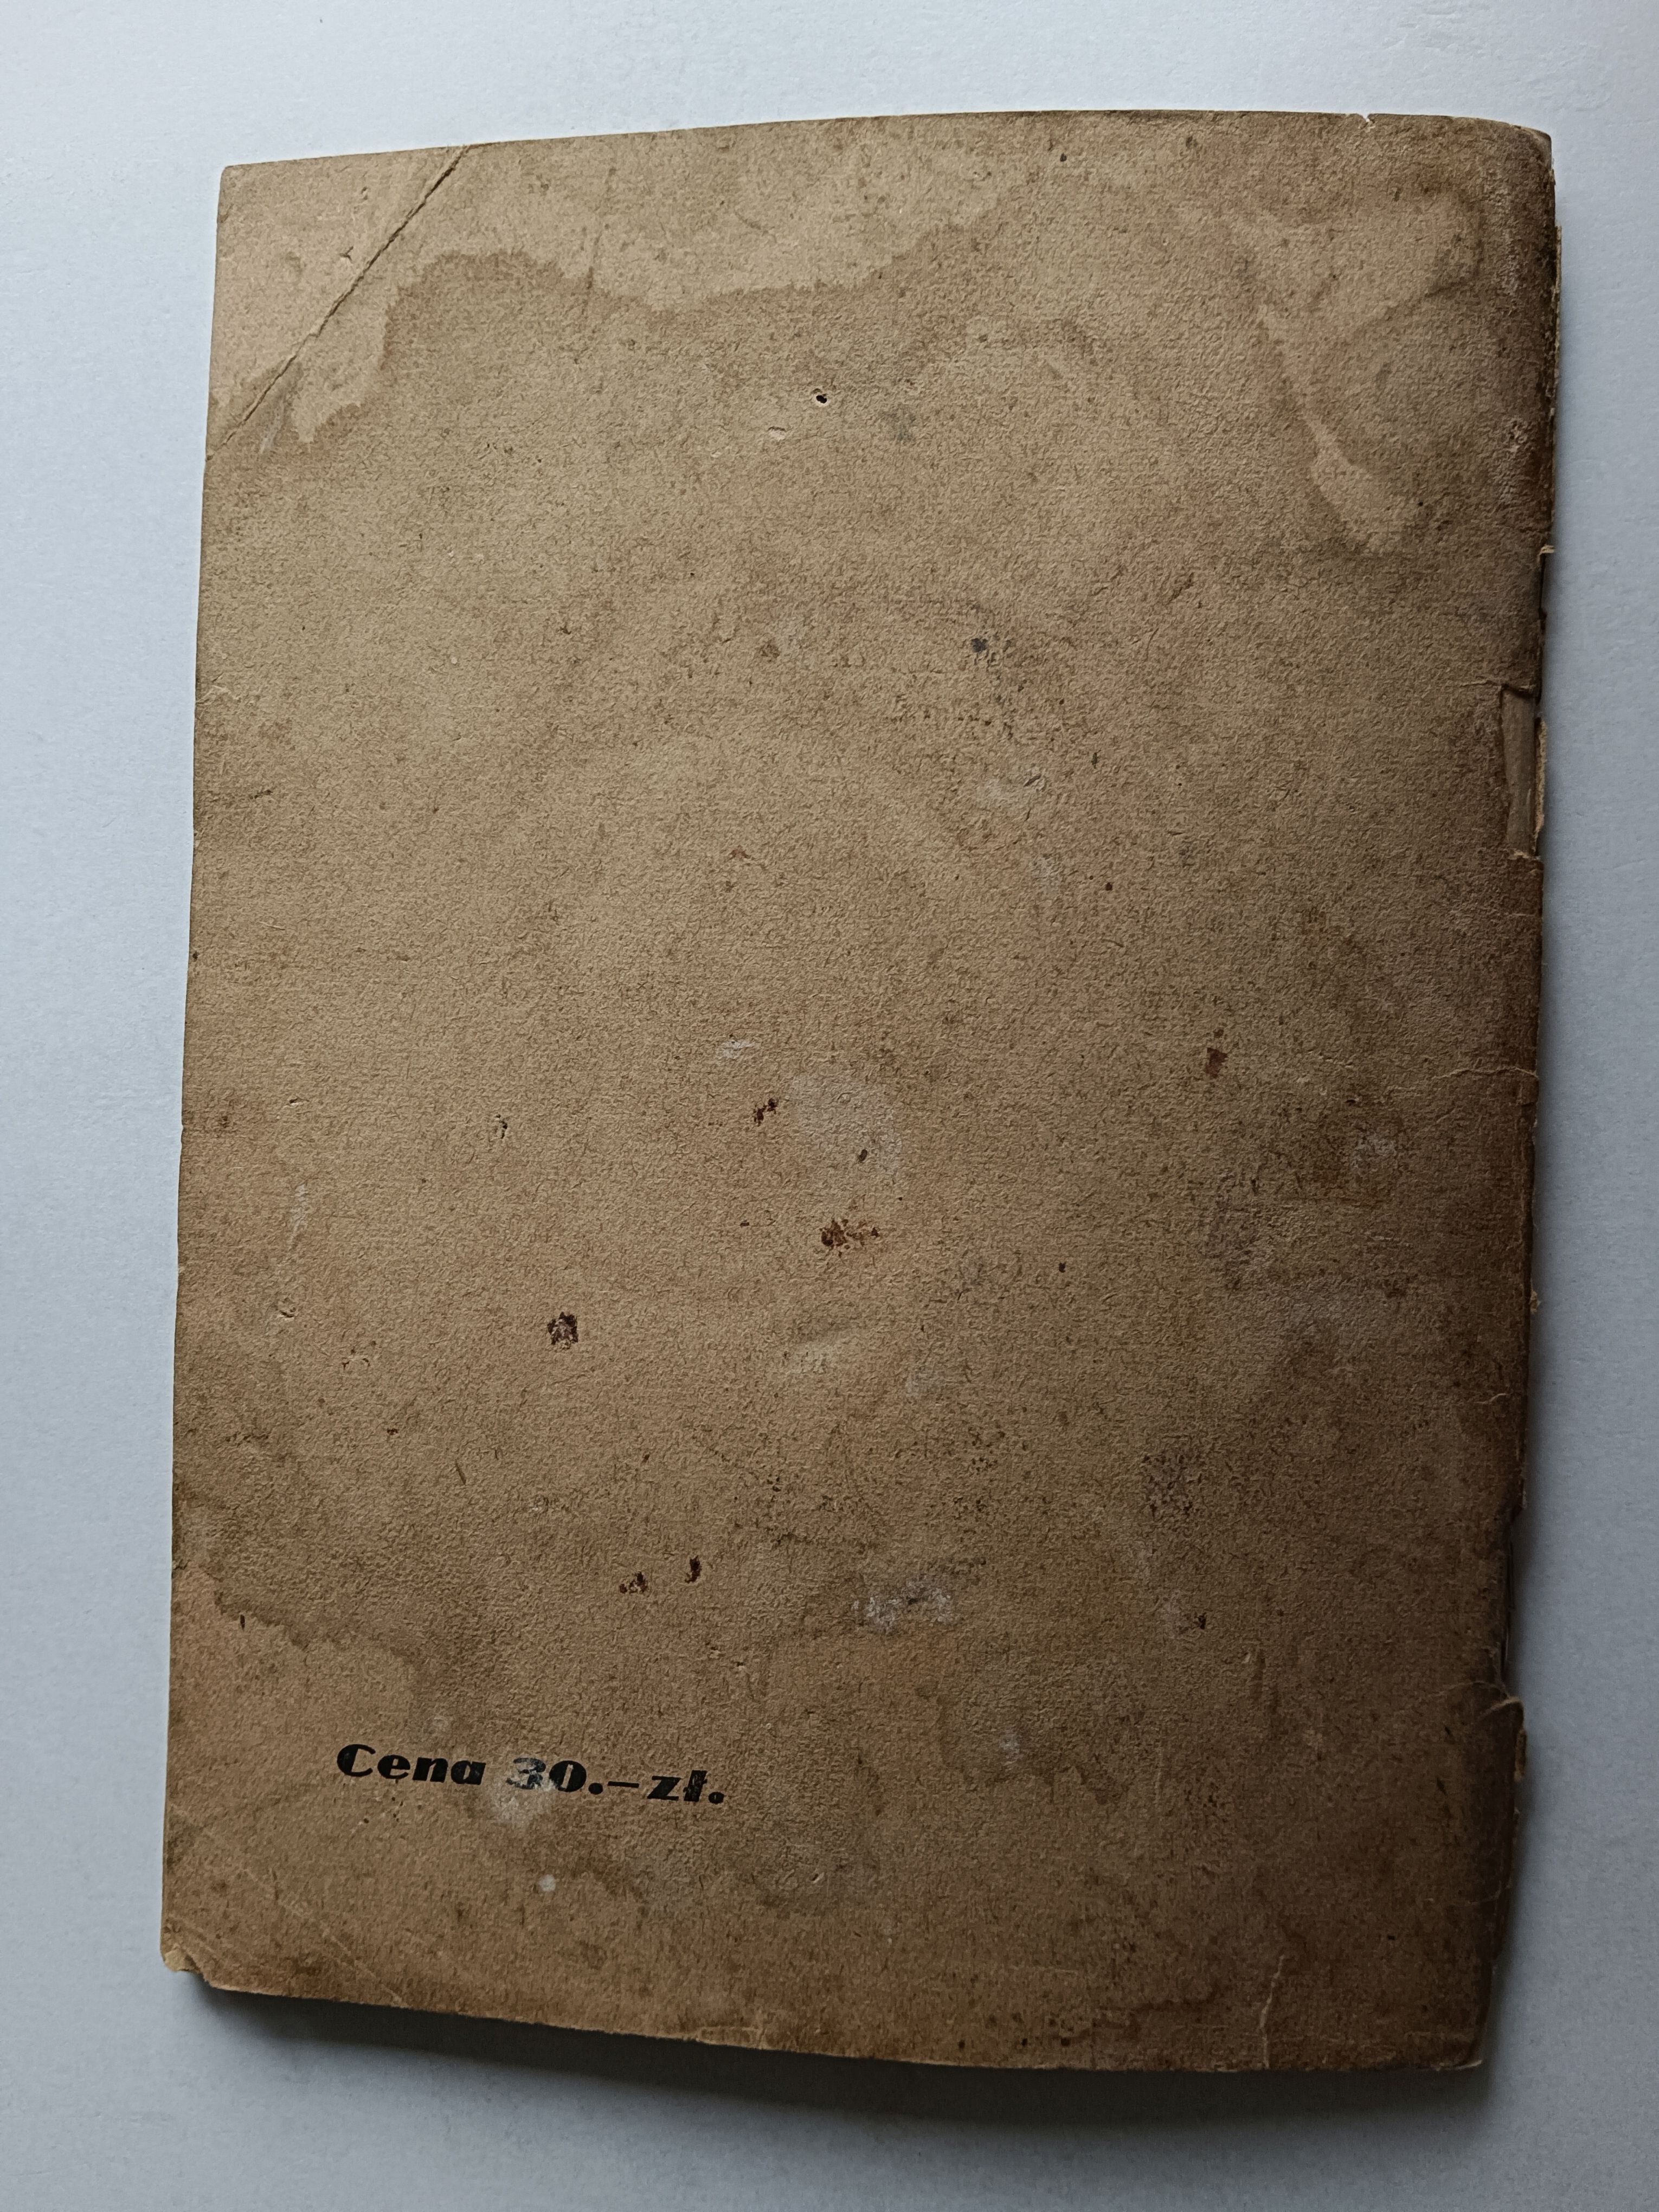 Cena 30.— zł.